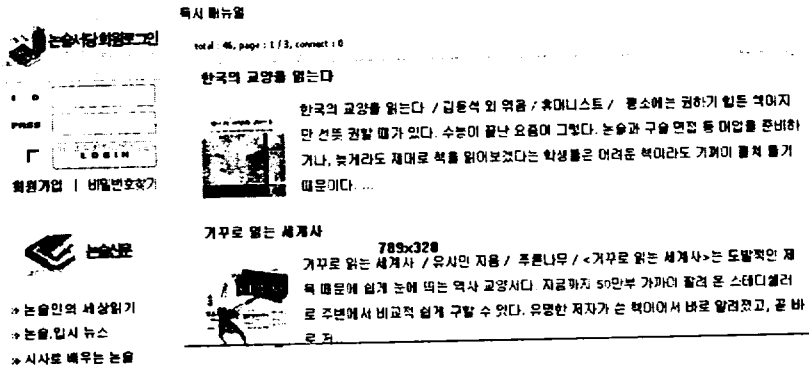 독서 매뉴얼
total : 46, page : 1 / 3, connect : 0
논술서당 회원로그인
I D
PASS
LOGIN
회원가입 | 비밀번호찾기
논술신문
논술인의 세상읽기
논술.입시 뉴스
시사로 배우는 논술
한국의 교양을 읽는다
한국의 교양을 읽는다 / 김용석 외 엮음 / 휴머니스트 / 평소에는 권하기 힘든 책이지
만 선뜻 권할 때가 있다. 수능이 끝난 요즘이 그렇다. 논술과 구술 면접 등 입을 준비하
거나, 늦게라도 제대로 책을 읽어보겠다는 학생들은 어려운 책이라도 기꺼이 펼쳐 들기
때문이다. ...
거꾸로 읽는 세계사
789x328
거꾸로 읽는 세계사 / 유시민 지음 / 푸른나무 / <거꾸로 읽는 세계사>는 도발적인 제
목 때문에 쉽게 눈에 띄는 역사 교양서다. 지금까지 50만부 가까이 팔려 온 스테디셀러
로 주변에서 비교적 쉽게 구할 수 있다. 유명한 저자가 쓴 책이어서 바로 알려졌고, 곧 바
로 저